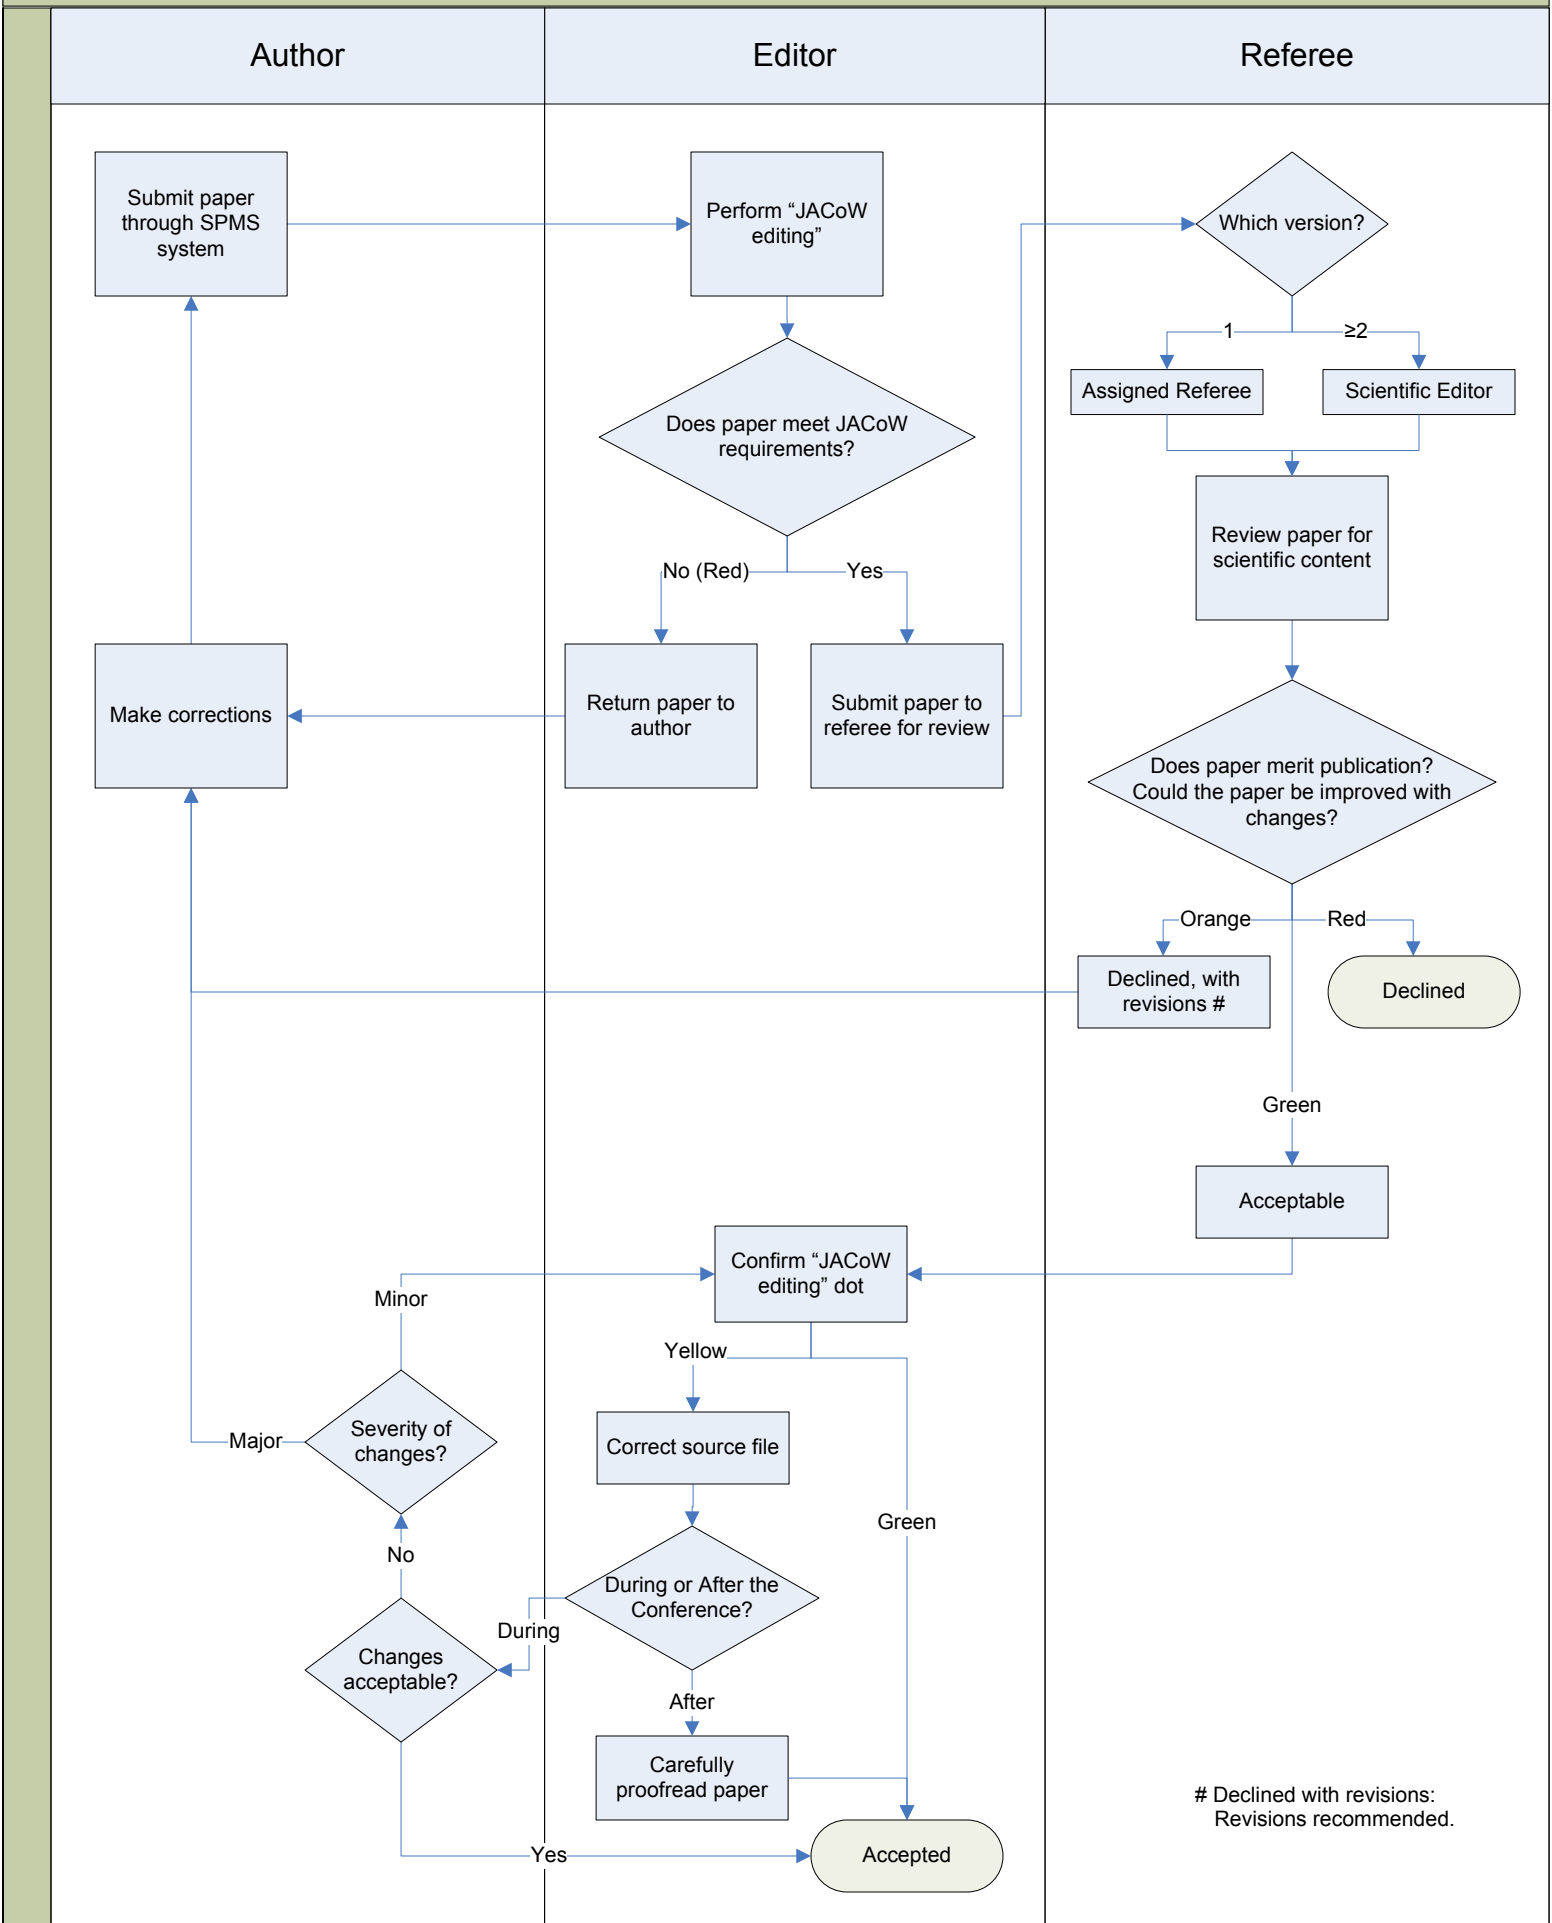 Author
Editor
Referee
Submit paper
through SPMS
system
Perform “JACoW
editing”
Which version?
1
≥2
Assigned Referee
Scientific Editor
Does paper meet JACoW
requirements?
Review paper for
scientific content
No (Red)
Yes
Make corrections
Return paper to
author
Submit paper to
referee for review
Does paper merit publication?
Could the paper be improved with
changes?
Orange
Red
Declined, with
revisions #
Declined
Green
Acceptable
Confirm “JACoW
editing” dot
Minor
Yellow
Severity of
changes?
Major
Correct source file
Green
No
During or After the
Conference?
During
Changes
acceptable?
After
Carefully
proofread paper
# Declined with revisions:
Revisions recommended.
Yes
Accepted